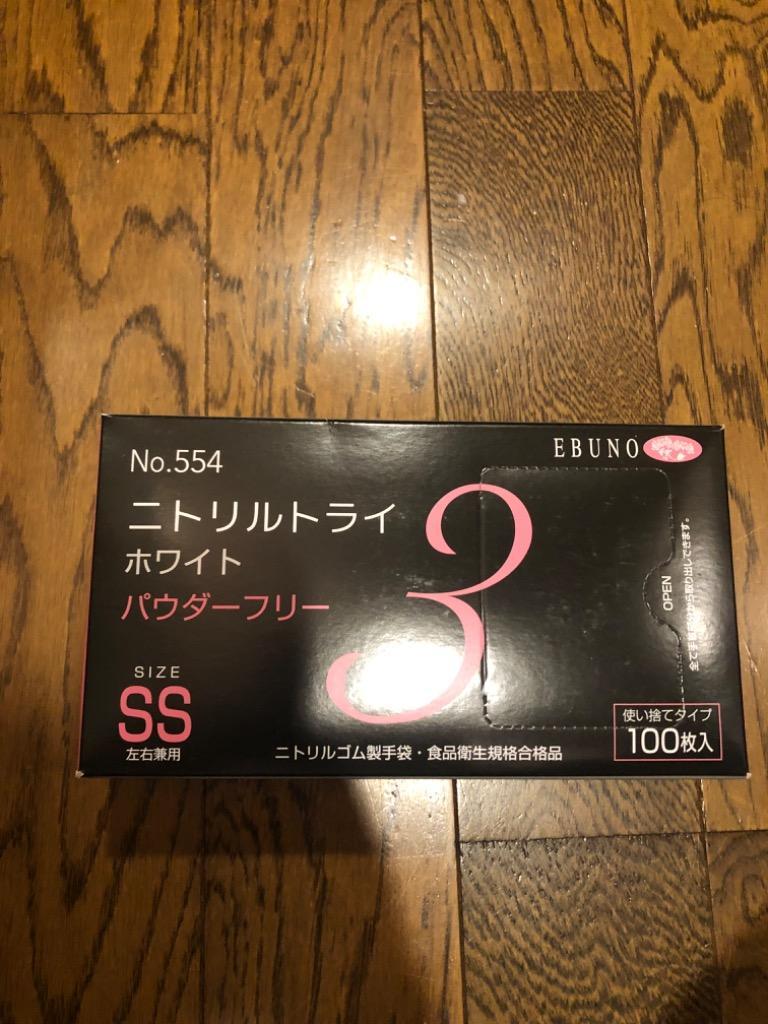 No.554
EBUNO
ニトリルトライ
3
ホワイト
パウダーフリー
OPEN
SIZE
SS
左右兼用
ニトリルゴム製手袋・食品衛生規格合格品
使い捨てタイプ
100枚入